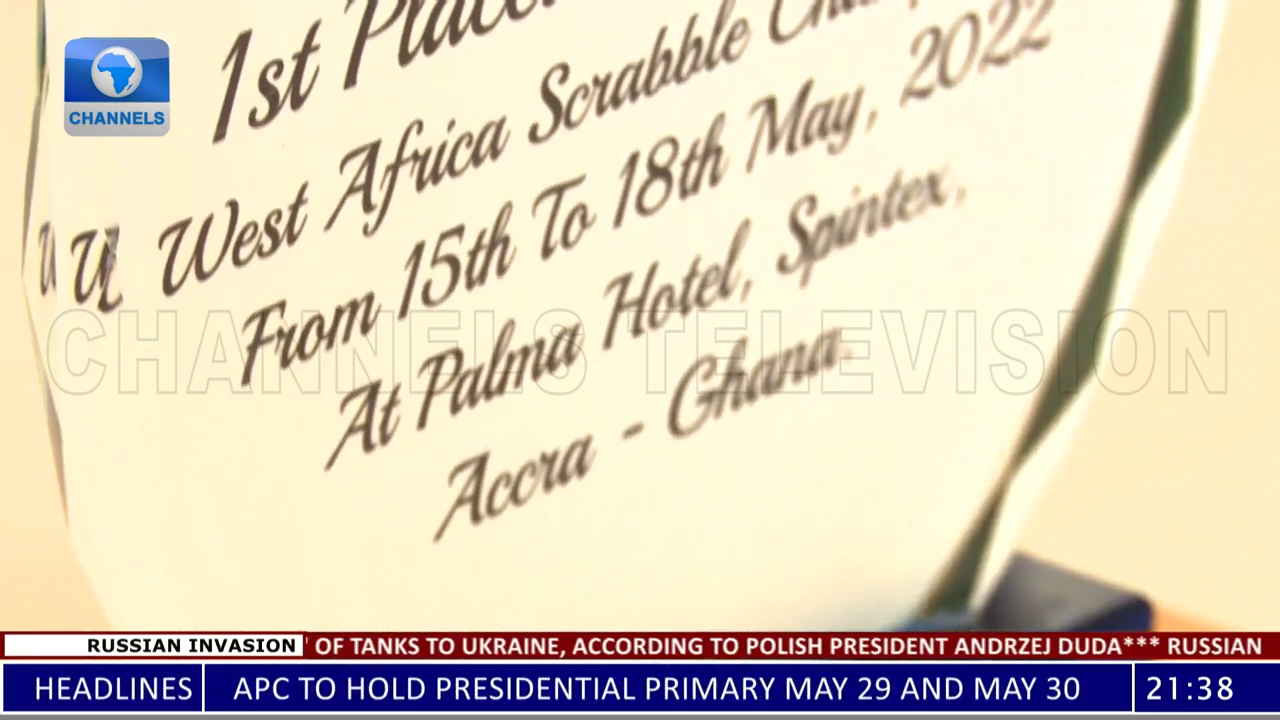 CHANNELS
1st Place
West Africa Scrabble
From 15th To 18th May, 2022
At Palma Hotel, Spintex,
Accra - Ghana.
CHANNELS TELEVISION
RUSSIAN INVASION OF TANKS TO UKRAINE, ACCORDING TO POLISH PRESIDENT ANDRZEJ DUDA*** RUSSIAN
HEADLINES APC TO HOLD PRESIDENTIAL PRIMARY MAY 29 AND MAY 30 21:38